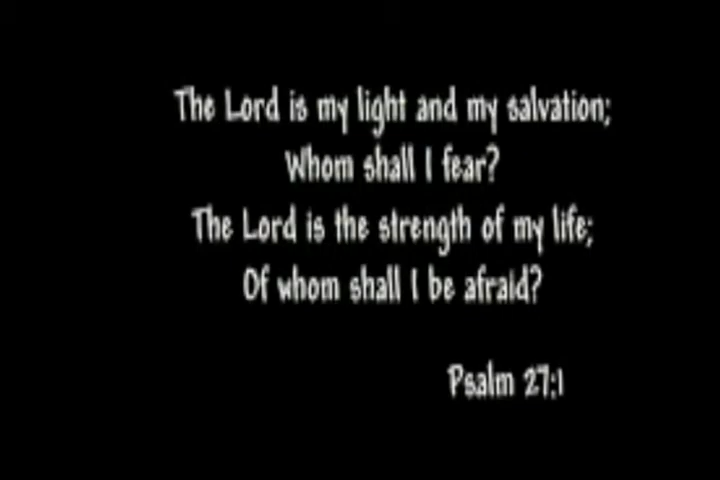 The Lord is my light and my salvation;
Whom shall I fear?
The Lord is the strength of my life;
Of whom shall I be afraid?
Psalm 27:1